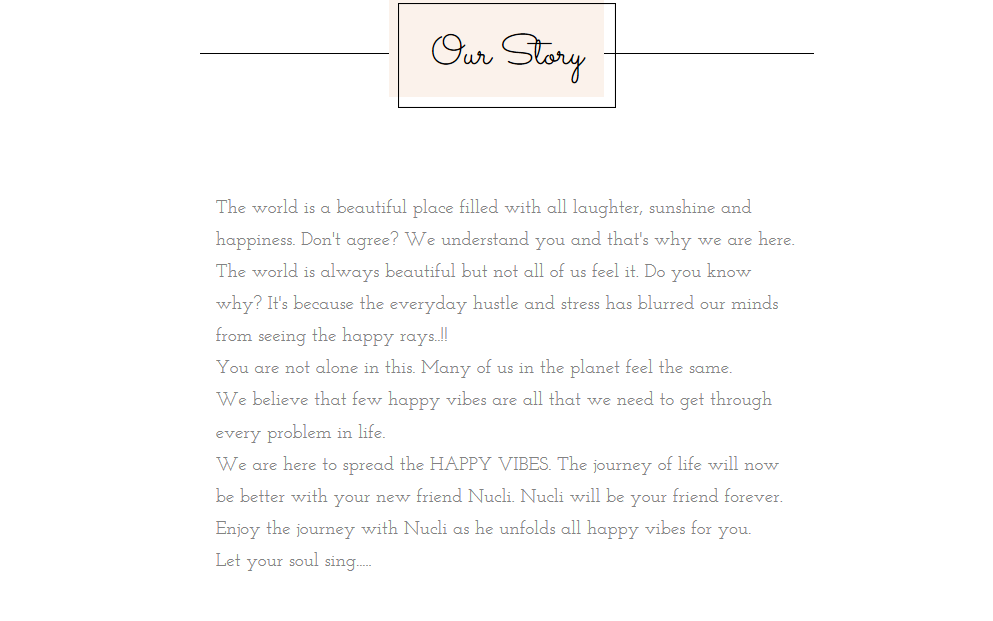 Our Story
The world is a beautiful place filled with all laughter, sunshine and
happiness. Don't agree? We understand you and that's why we are here.
The world is always beautiful but not all of us feel it. Do you know
why? It's because the everyday hustle and stress has blurred our minds
from seeing the happy rays..!!
You are not alone in this. Many of us in the planet feel the same.
We believe that few happy vibes are all that we need to get through
every problem in life.
We are here to spread the HAPPY VIBES. The journey of life will now
be better with your new friend Nucli. Nucli will be your friend forever.
Enjoy the journey with Nucli as he unfolds all happy vibes for you.
Let your soul sing.....